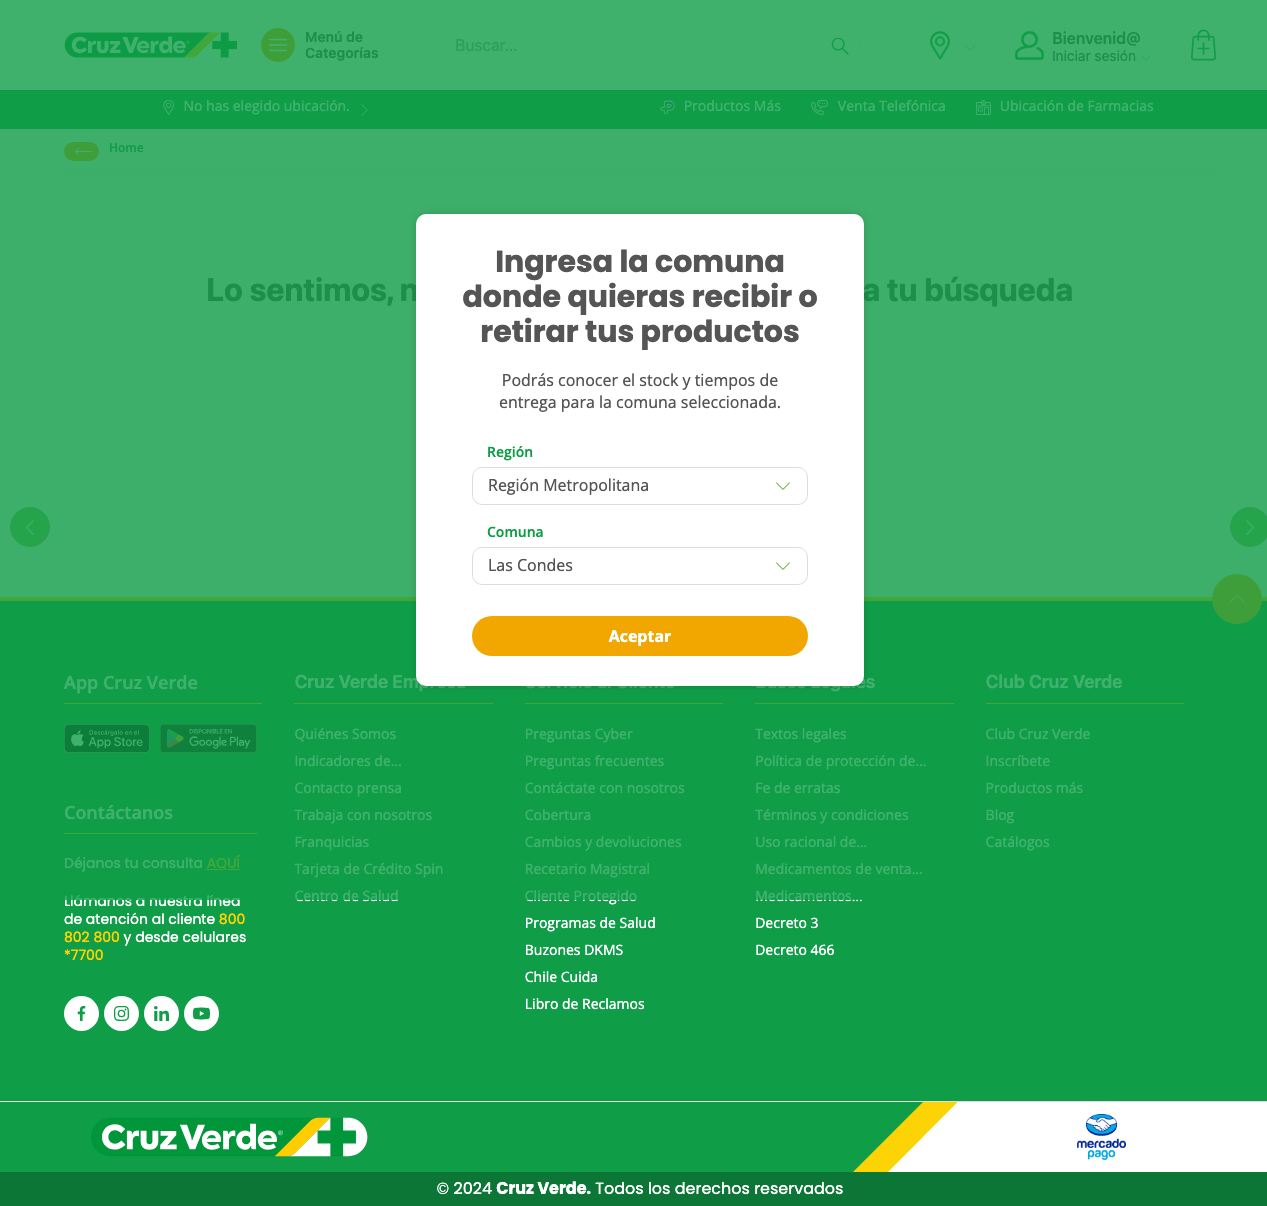 Cruz Verde
Menú de
Categorías
Buscar...
Bienvenid@
Iniciar sesión
No has elegido ubicación.
Productos Más
Venta Telefónica
Ubicación de Farmacias
Home
Lo sentimos, a tu búsqueda
Ingresa la comuna
donde quieras recibir o
retirar tus productos
Podrás conocer el stock y tiempos de
entrega para la comuna seleccionada.
Región
Región Metropolitana
Comuna
Las Condes
Aceptar
App Cruz Verde
Descárgalo en el
App Store
DISPONIBLE EN
Google Play
Contáctanos
Déjanos tu consulta AQUÍ
Llámanos a nuestra línea
de atención al cliente 800
802 800 y desde celulares
*7700
Cruz Verde Empresa
Quiénes Somos
Indicadores de...
Contacto prensa
Trabaja con nosotros
Franquicias
Tarjeta de Crédito Spin
Centro de Salud
Servicio al Cliente
Preguntas Cyber
Preguntas frecuentes
Contáctate con nosotros
Cobertura
Cambios y devoluciones
Recetario Magistral
Cliente Protegido
Programas de Salud
Buzones DKMS
Chile Cuida
Libro de Reclamos
Bases Legales
Textos legales
Política de protección de...
Fe de erratas
Términos y condiciones
Uso racional de...
Medicamentos de venta...
Medicamentos...
Decreto 3
Decreto 466
Club Cruz Verde
Club Cruz Verde
Inscríbete
Productos más
Blog
Catálogos
Cruz Verde
mercado
pago
© 2024 Cruz Verde. Todos los derechos reservados